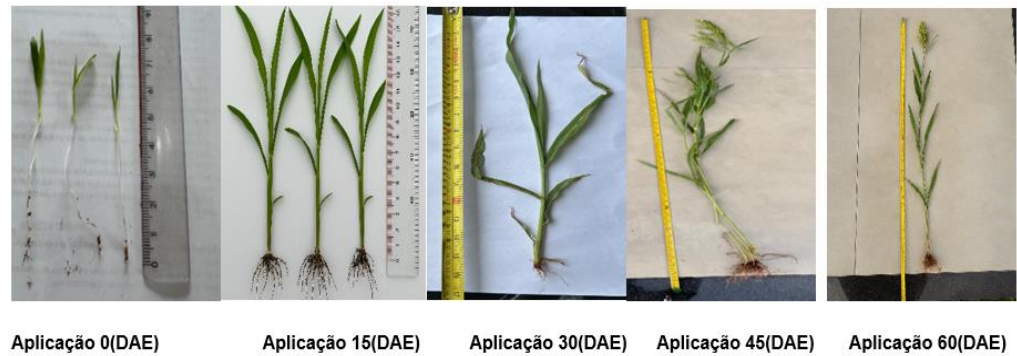 Aplicação 0(DAE)
Aplicação 15(DAE)
Aplicação 30(DAE)
Aplicação 45(DAE)
Aplicação 60(DAE)